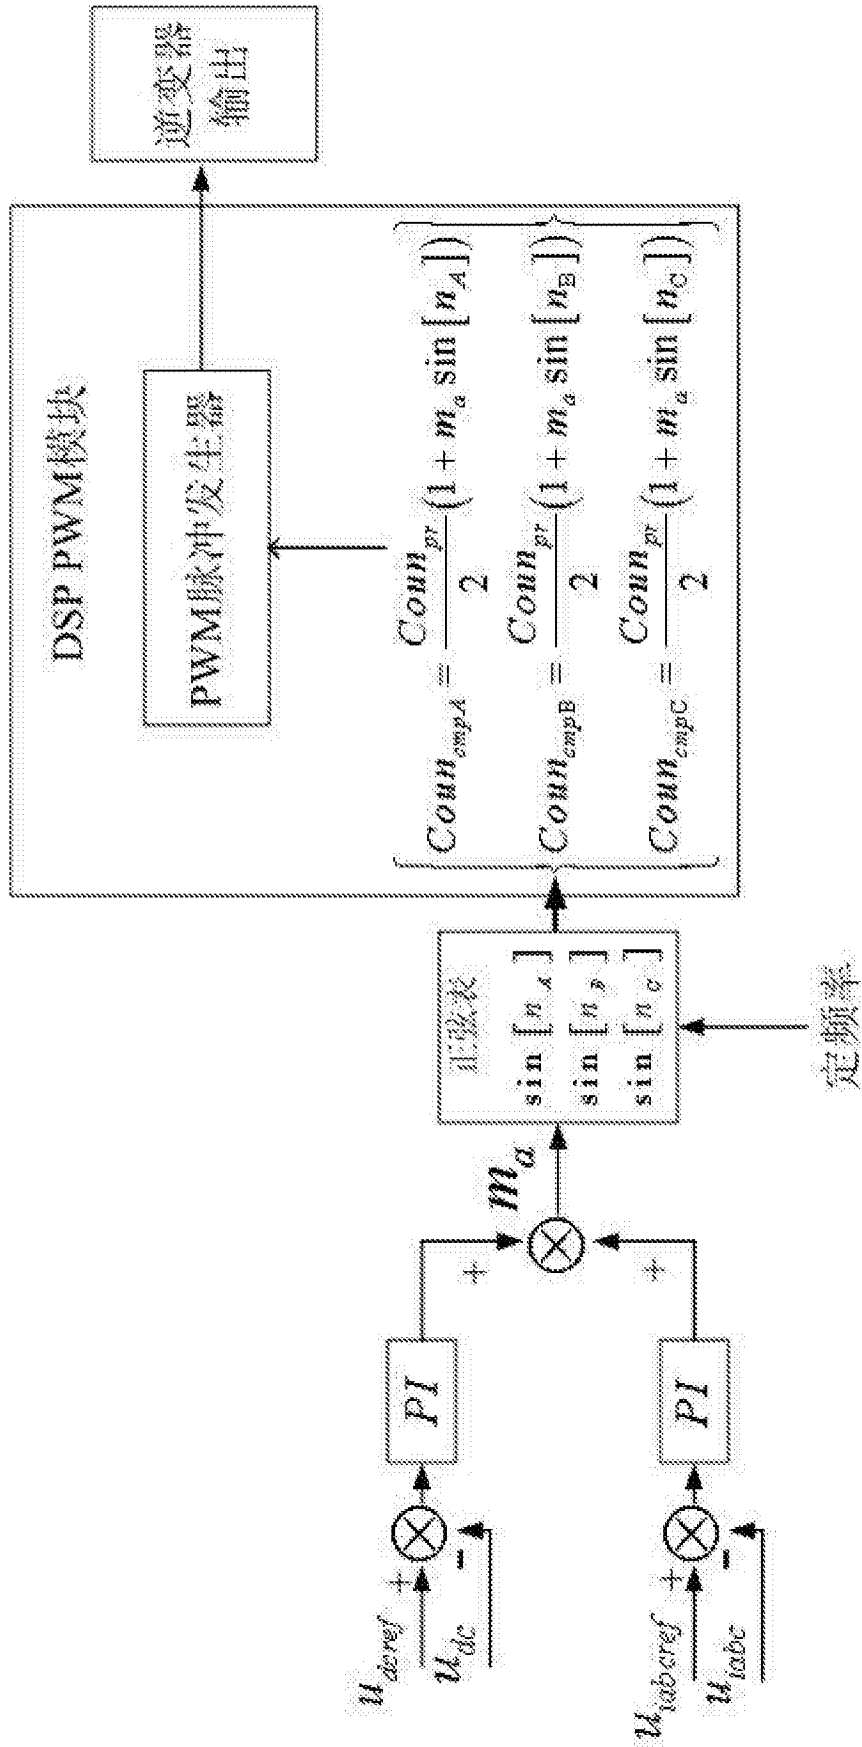 u_dcref
+
u_dc
-
PI
+
u_iabcref
+
u_iabc
-
PI
+
m_a
正弦表
sin [n_A]
sin [n_B]
sin [n_C]
定频率
DSP PWM模块
PWM脉冲发生器
Coun_cmpA = Coun_pr/2 (1 + m_a sin [n_A])
Coun_cmpB = Coun_pr/2 (1 + m_a sin [n_B])
Coun_cmpC = Coun_pr/2 (1 + m_a sin [n_C])
逆变器
输出